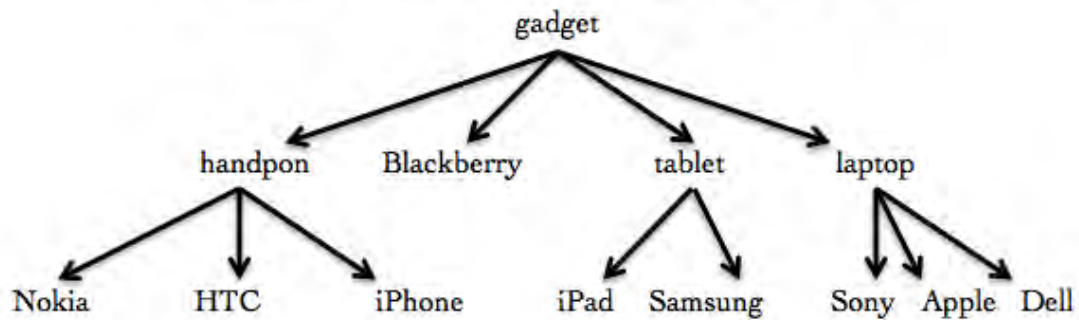 gadget
handpon Blackberry tablet laptop
Nokia HTC iPhone iPad Samsung Sony Apple Dell